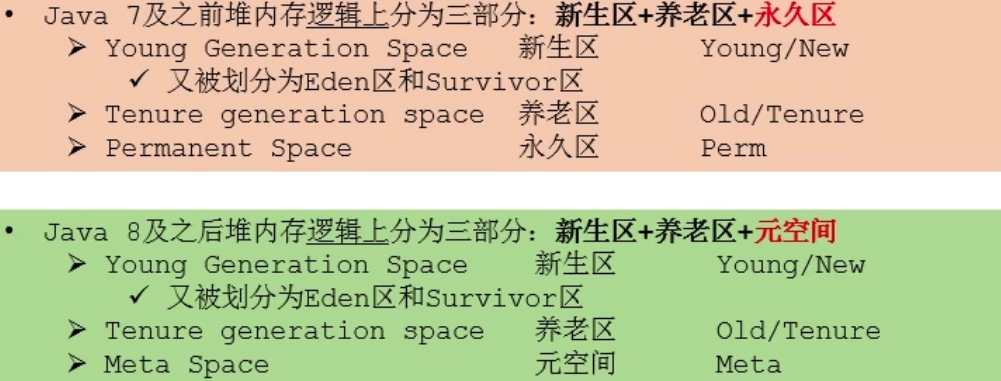 • Java 7及之前堆内存逻辑上分为三部分：新生区+养老区+永久区
➢ Young Generation Space 新生区 Young/New
✓ 又被划分为Eden区和Survivor区
➢ Tenure generation space 养老区 Old/Tenure
➢ Permanent Space 永久区 Perm
• Java 8及之后堆内存逻辑上分为三部分：新生区+养老区+元空间
➢ Young Generation Space 新生区 Young/New
✓ 又被划分为Eden区和Survivor区
➢ Tenure generation space 养老区 Old/Tenure
➢ Meta Space 元空间 Meta